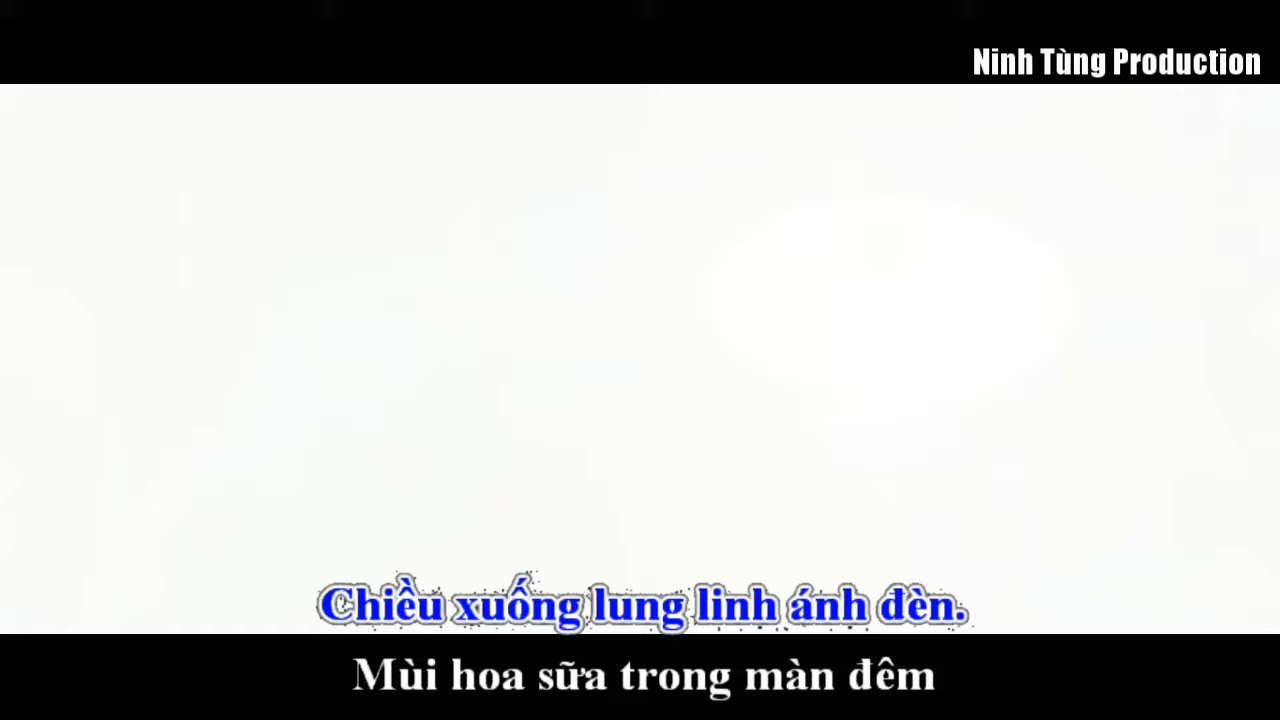 Ninh Tùng Production
Chiều xuống lung linh ánh đèn.
Mùi hoa sữa trong màn đêm